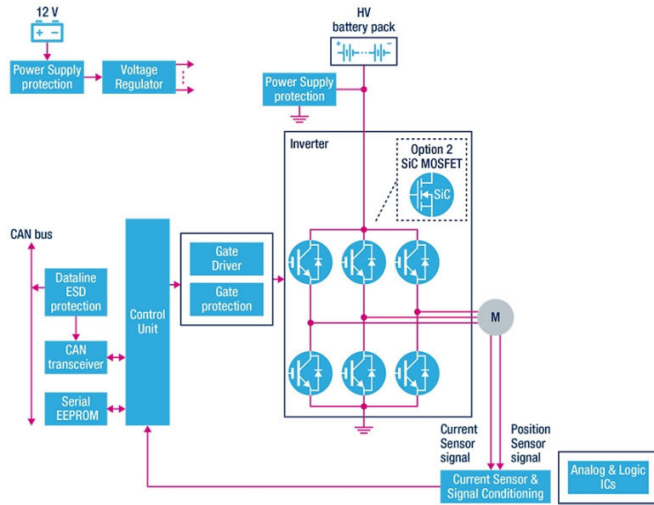 12 V
Power Supply
protection
Voltage
Regulator
HV
battery pack
+
-
Power Supply
protection
Inverter
Option 2
SiC MOSFET
SiC
CAN bus
Dataline
ESD
protection
CAN
transceiver
Serial
EEPROM
Control
Unit
Gate
Driver
Gate
protection
M
Current
Sensor
signal
Position
Sensor
signal
Current Sensor &
Signal Conditioning
Analog & Logic
ICs